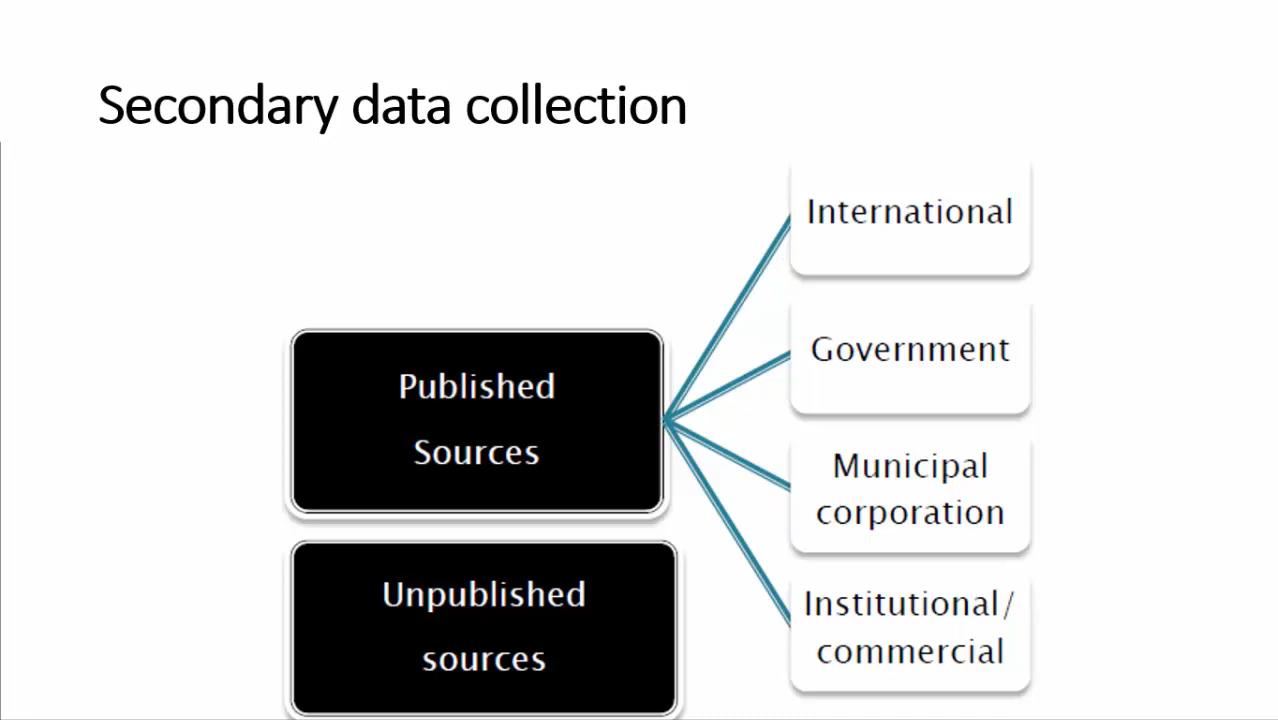 Secondary data collection
International
Government
Published
Sources
Municipal
corporation
Unpublished
sources
Institutional/
commercial